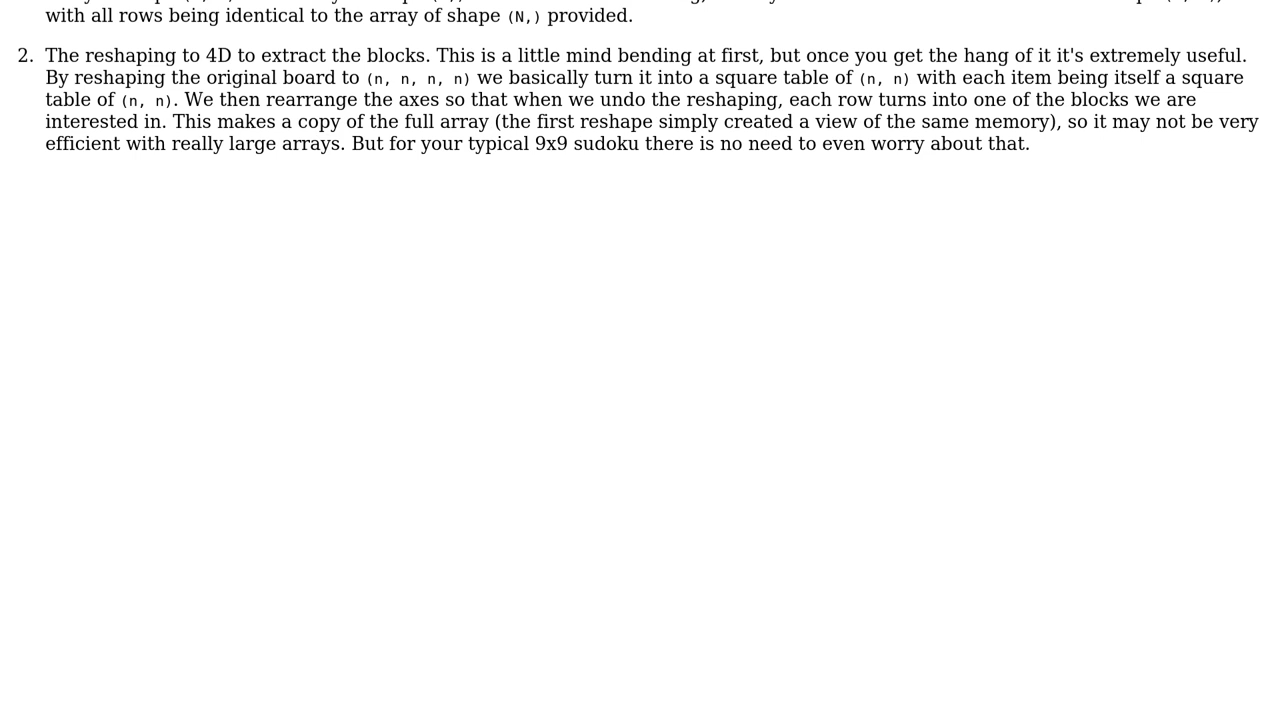 with all rows being identical to the array of shape (N,) provided.
2. The reshaping to 4D to extract the blocks. This is a little mind bending at first, but once you get the hang of it it's extremely useful.
By reshaping the original board to (n, n, n, n) we basically turn it into a square table of (n, n) with each item being itself a square
table of (n, n). We then rearrange the axes so that when we undo the reshaping, each row turns into one of the blocks we are
interested in. This makes a copy of the full array (the first reshape simply created a view of the same memory), so it may not be very
efficient with really large arrays. But for your typical 9x9 sudoku there is no need to even worry about that.